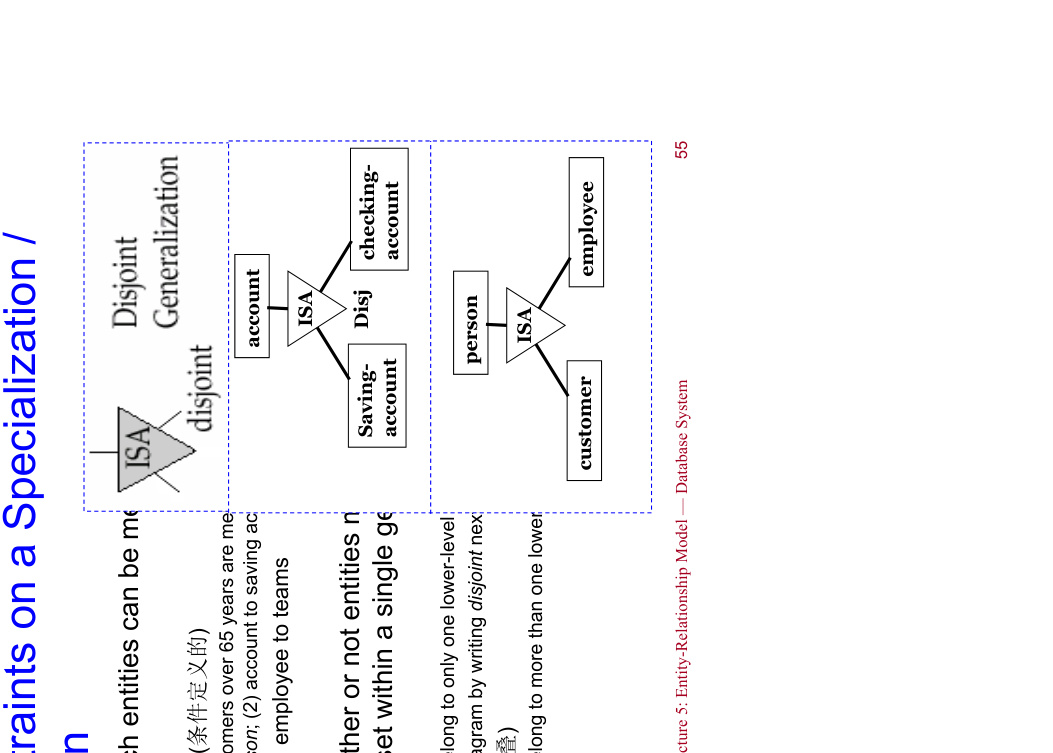 raints on a Specialization /
n
ch entities can be me
(条件定义的)
omers over 65 years are me
son; (2) account to saving ac
employee to teams
ther or not entities n
set within a single ge
elong to only one lower-level
agram by writing disjoint nex
叠)
elong to more than one lower
ISA
disjoint
Disjoint
Generalization
account
ISA
Disj
Saving-
account
checking-
account
person
ISA
customer
employee
cture 5: Entity-Relationship Model — Database System
55